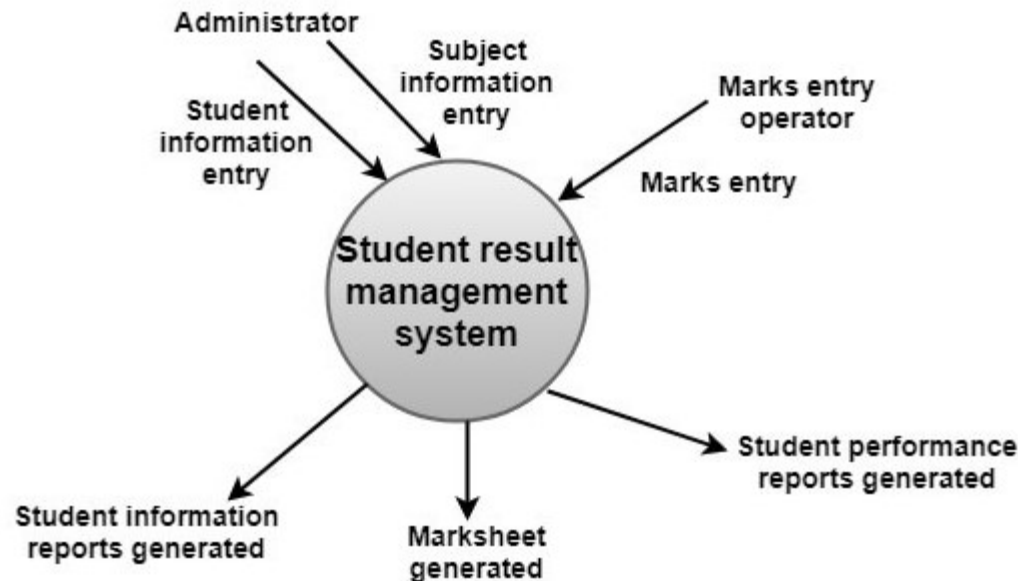 Administrator
Subject
information
entry
Student
information
entry
Marks entry
operator
Marks entry
Student result
management
system
Student performance
reports generated
Student information
reports generated
Marksheet
generated